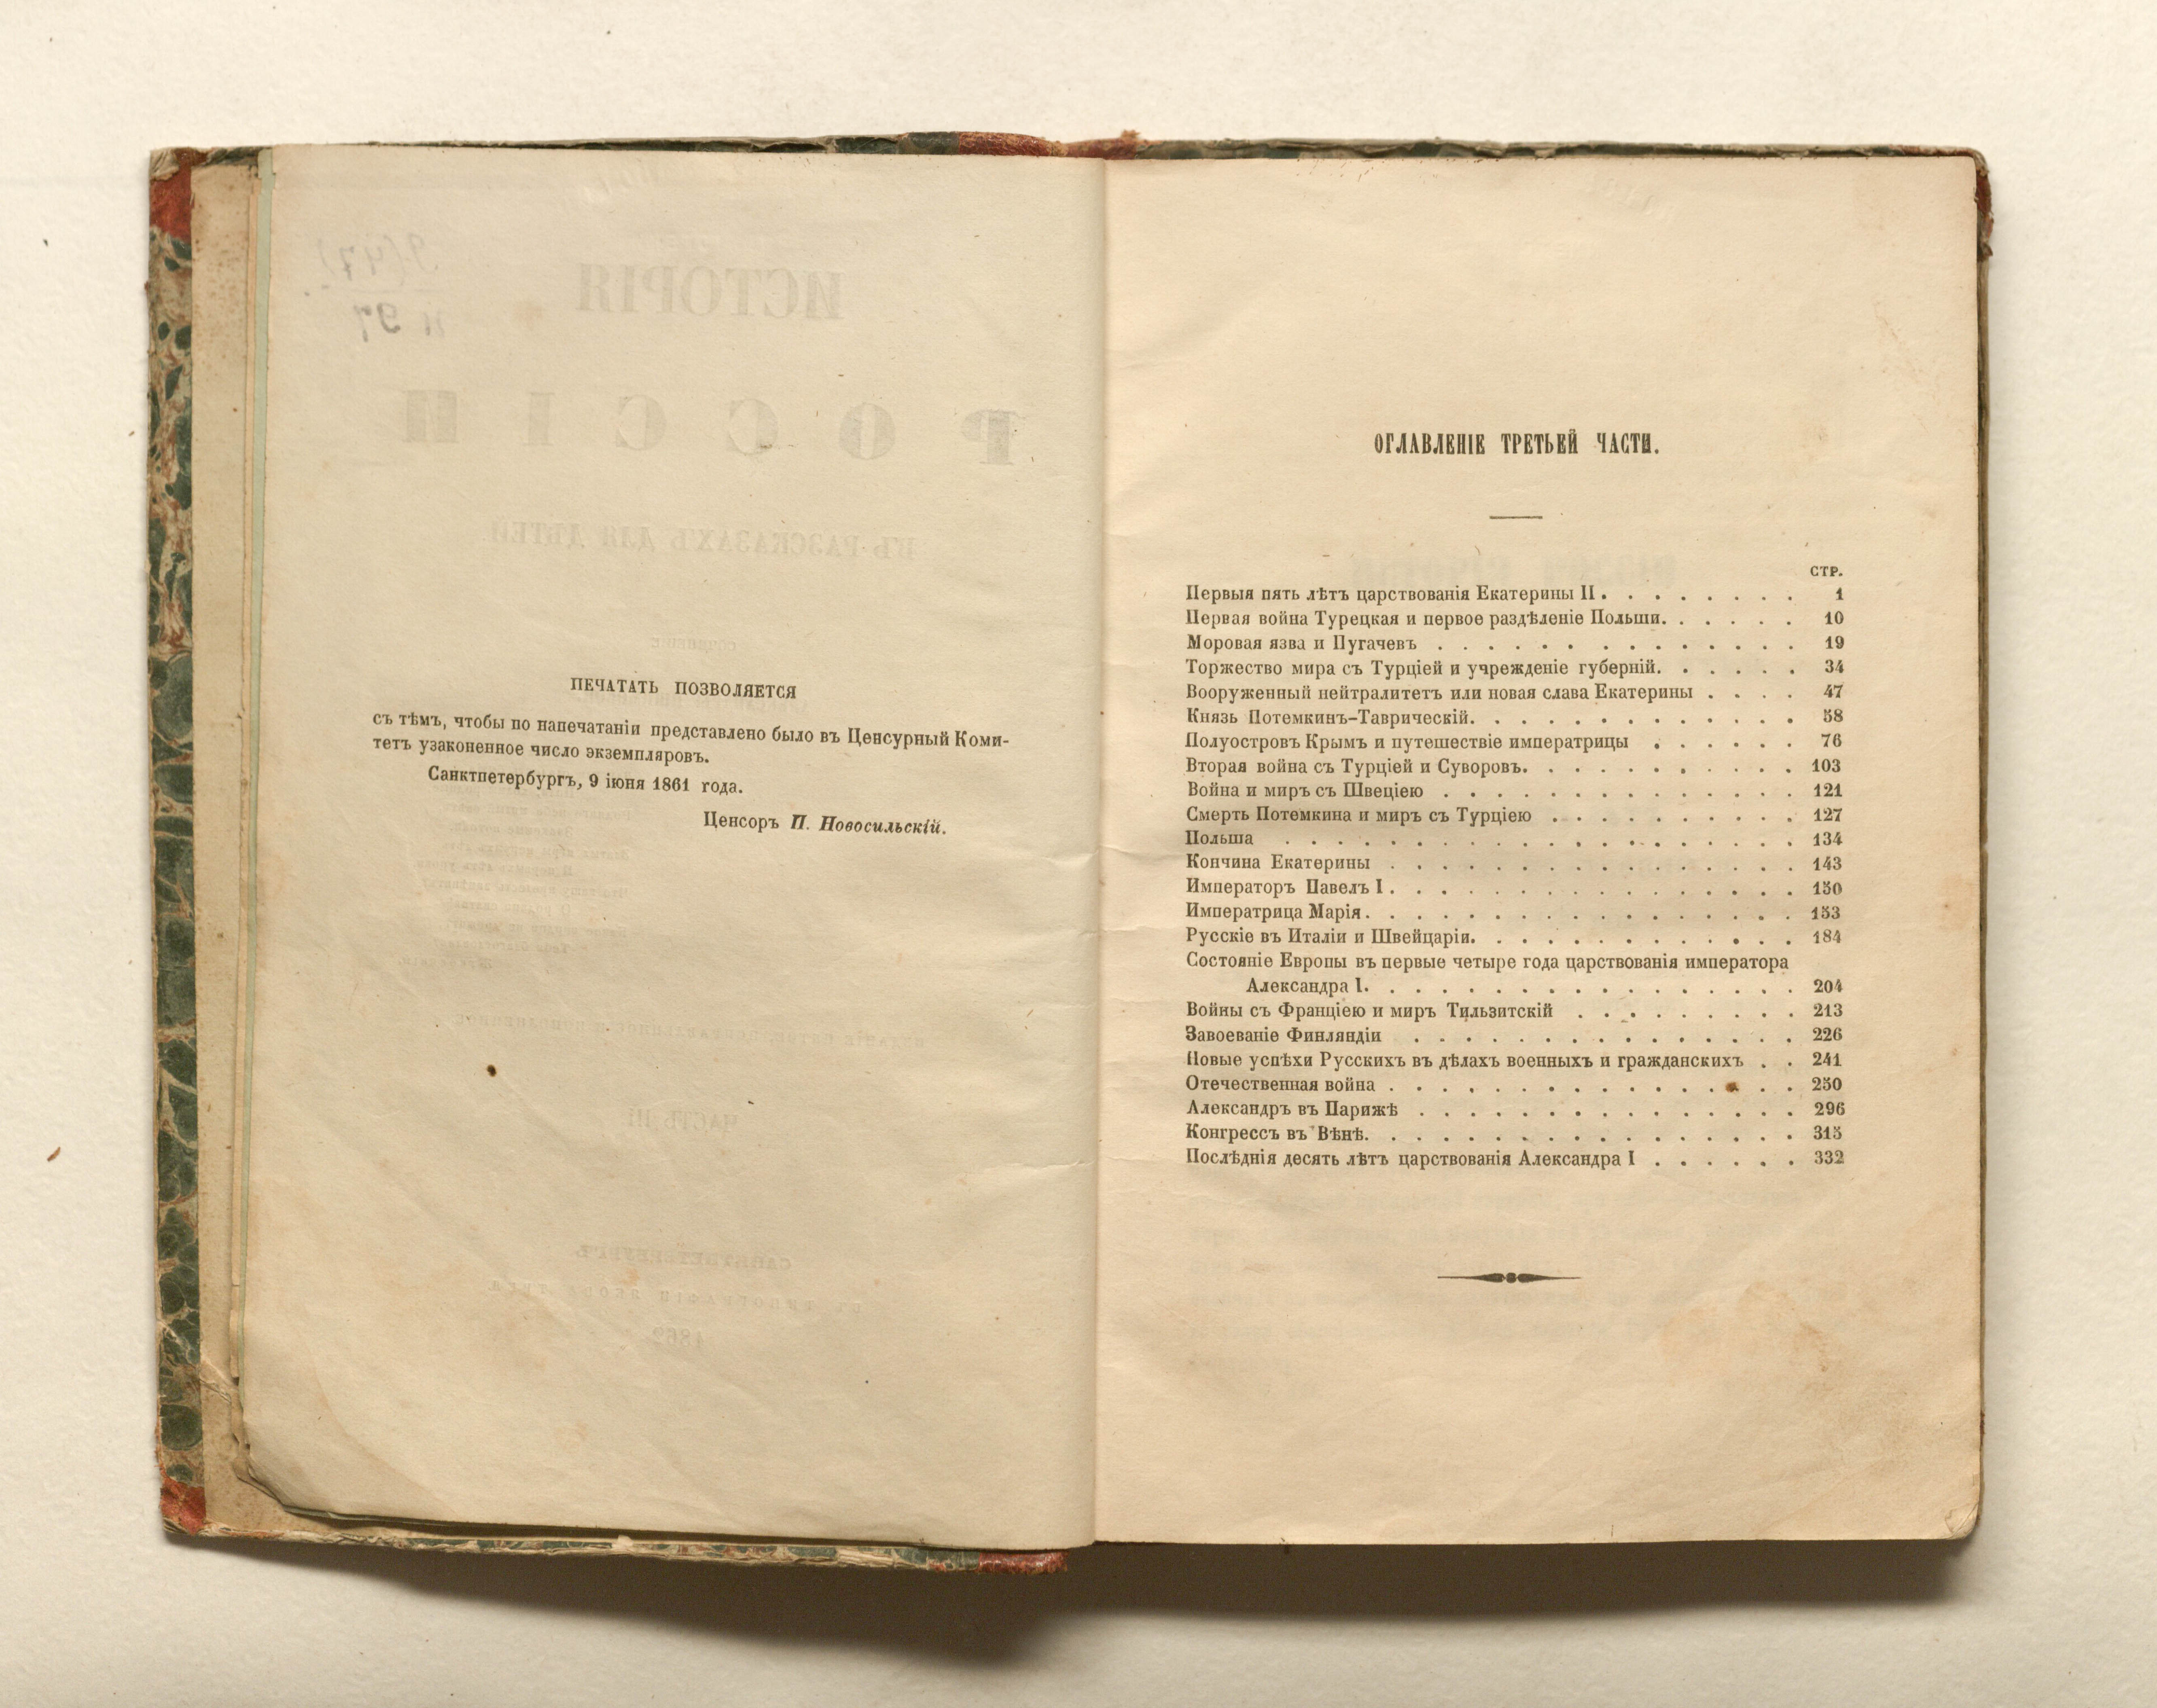 ПЕЧАТАТЬ ПОЗВОЛЯЕТСЯ
съ тѣмъ, чтобы по напечатаніи представлено было въ Ценсурный Коми-
тетъ узаконенное число экземпляровъ.
Санктпетербургъ, 9 іюня 1861 года.
Ценсоръ П. Новосильскій.
ОГЛАВЛЕНІЕ ТРЕТЬЕЙ ЧАСТИ.
СТР.
Первыя пять лѣтъ царствованія Екатерины II . . . . . . . . 1
Первая война Турецкая и первое раздѣленіе Польши. . . . . . 10
Моровая язва и Пугачевъ . . . . . . . . . . . . . . 19
Торжество мира съ Турціей и учрежденіе губерній. . . . . . 34
Вооруженный нейтралитетъ или новая слава Екатерины . . . . 47
Князь Потемкинъ-Таврическій. . . . . . . . . . . . . 58
Полуостровъ Крымъ и путешествіе императрицы . . . . . . 76
Вторая война съ Турціей и Суворовъ. . . . . . . . . . . 103
Война и миръ съ Швеціею . . . . . . . . . . . . . . 121
Смерть Потемкина и миръ съ Турціею . . . . . . . . . . 127
Польша . . . . . . . . . . . . . . . . . . . . 134
Кончина Екатерины . . . . . . . . . . . . . . . . 143
Императоръ Павелъ I . . . . . . . . . . . . . . . . 150
Императрица Марія . . . . . . . . . . . . . . . . . 153
Русскіе въ Италіи и Швейцаріи. . . . . . . . . . . . . 184
Состояніе Европы въ первые четыре года царствованія императора
Александра I. . . . . . . . . . . . . . . . . 204
Войны съ Франціею и миръ Тильзитскій . . . . . . . . . 213
Завоеваніе Финляндіи . . . . . . . . . . . . . . . 226
Новые успѣхи Русскихъ въ дѣлахъ военныхъ и гражданскихъ . . 241
Отечественная война . . . . . . . . . . . . . . . . 250
Александръ въ Парижѣ . . . . . . . . . . . . . . . 296
Конгрессъ въ Вѣнѣ. . . . . . . . . . . . . . . . . 315
Послѣднія десять лѣтъ царствованія Александра I . . . . . . 332